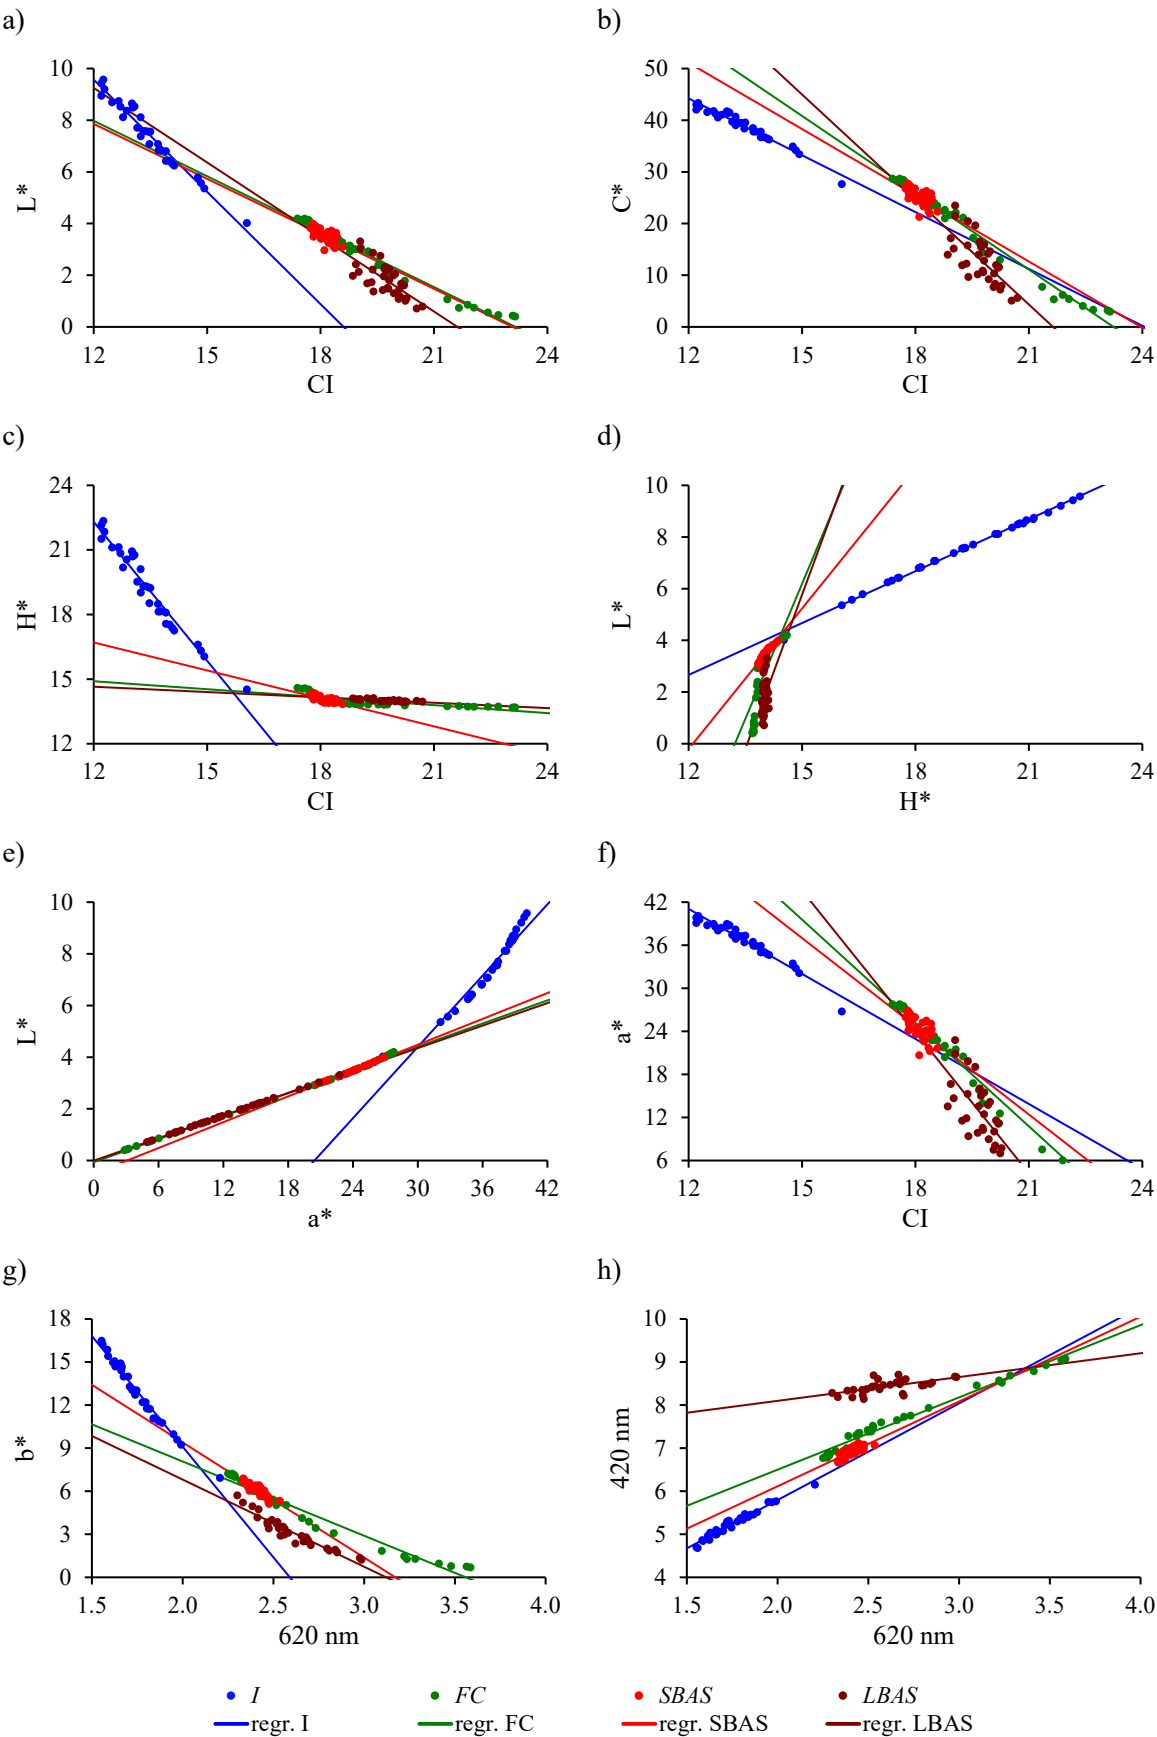 a)
10
8
6
4
2
0
L*
12 15 18 21 24
CI
b)
50
40
30
20
10
0
C*
12 15 18 21 24
CI
c)
24
21
18
15
12
H*
12 15 18 21 24
CI
d)
10
8
6
4
2
0
L*
12 15 18 21 24
H*
e)
10
8
6
4
2
0
L*
0 6 12 18 24 30 36 42
a*
f)
42
36
30
24
18
12
6
a*
12 15 18 21 24
CI
g)
18
15
12
9
6
3
0
b*
1.5 2.0 2.5 3.0 3.5 4.0
620 nm
h)
10
9
8
7
6
5
4
420 nm
1.5 2.0 2.5 3.0 3.5 4.0
620 nm
I FC SBAS LBAS
regr. I regr. FC regr. SBAS regr. LBAS